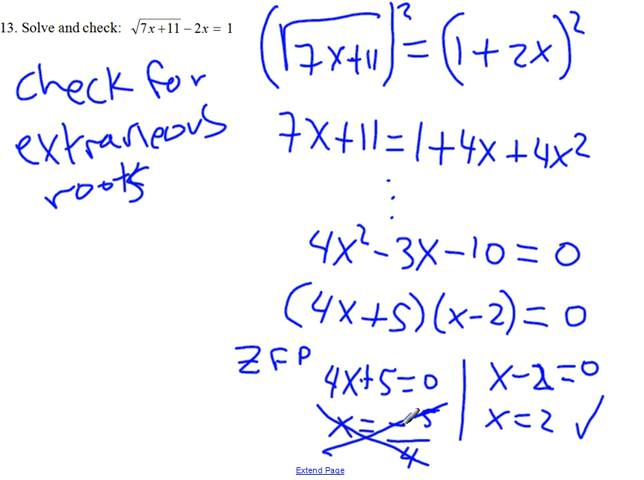 13. Solve and check: √(7x+11) − 2x = 1
(√(7x+11))² = (1+2x)²
check for
extraneous
roots
7x+11 = 1+4x+4x²
⋮
4x²−3x−10 = 0
(4x+5)(x−2) = 0
ZFP
4x+5=0 | x−2=0
x = −5/4 | x=2 ✓
Extend Page